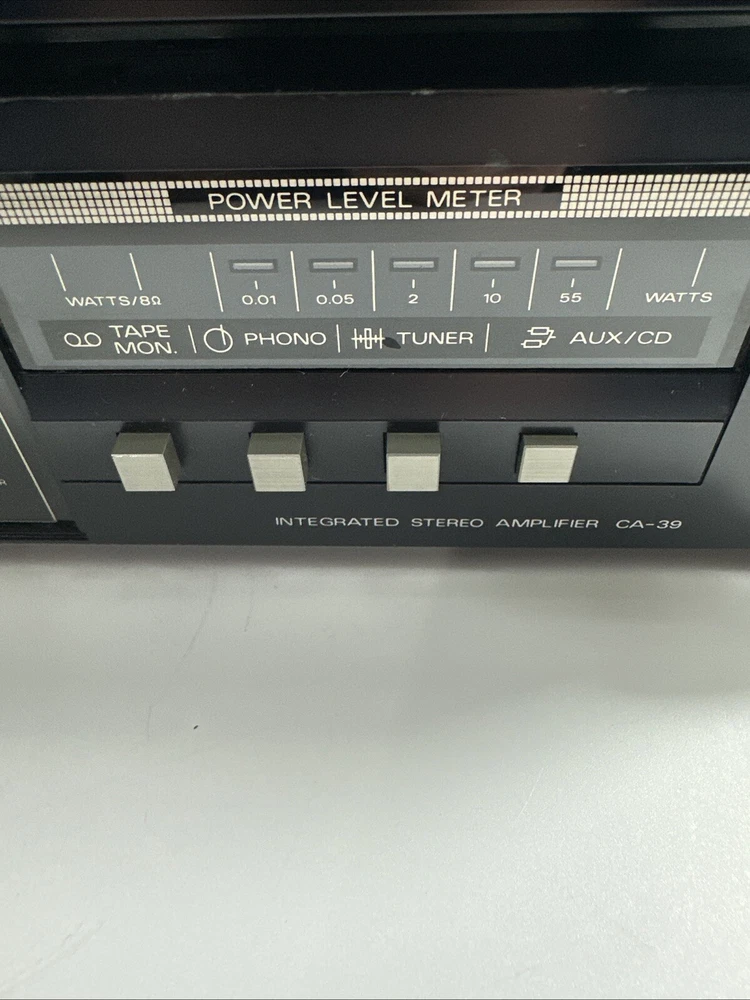 POWER LEVEL METER
WATTS/8Ω 0.01 0.05 2 10 55 WATTS
TAPE MON. PHONO TUNER AUX/CD
INTEGRATED STEREO AMPLIFIER CA-39